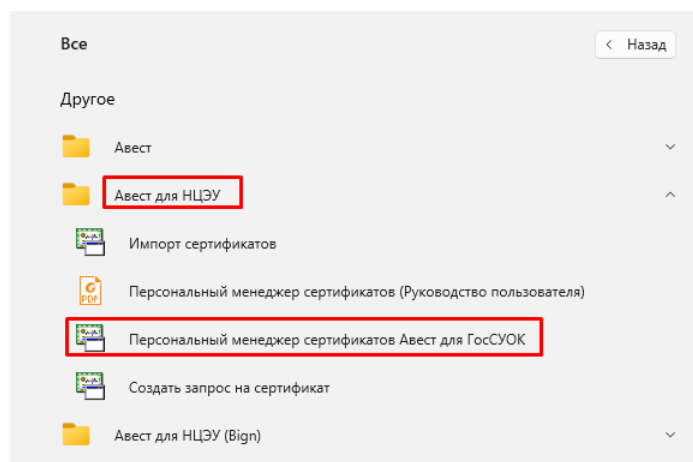 Все
Назад
Другое
Авест
Авест для НЦЭУ
Импорт сертификатов
PDF
Персональный менеджер сертификатов (Руководство пользователя)
Персональный менеджер сертификатов Авест для ГосСУОК
Создать запрос на сертификат
Авест для НЦЭУ (Bign)